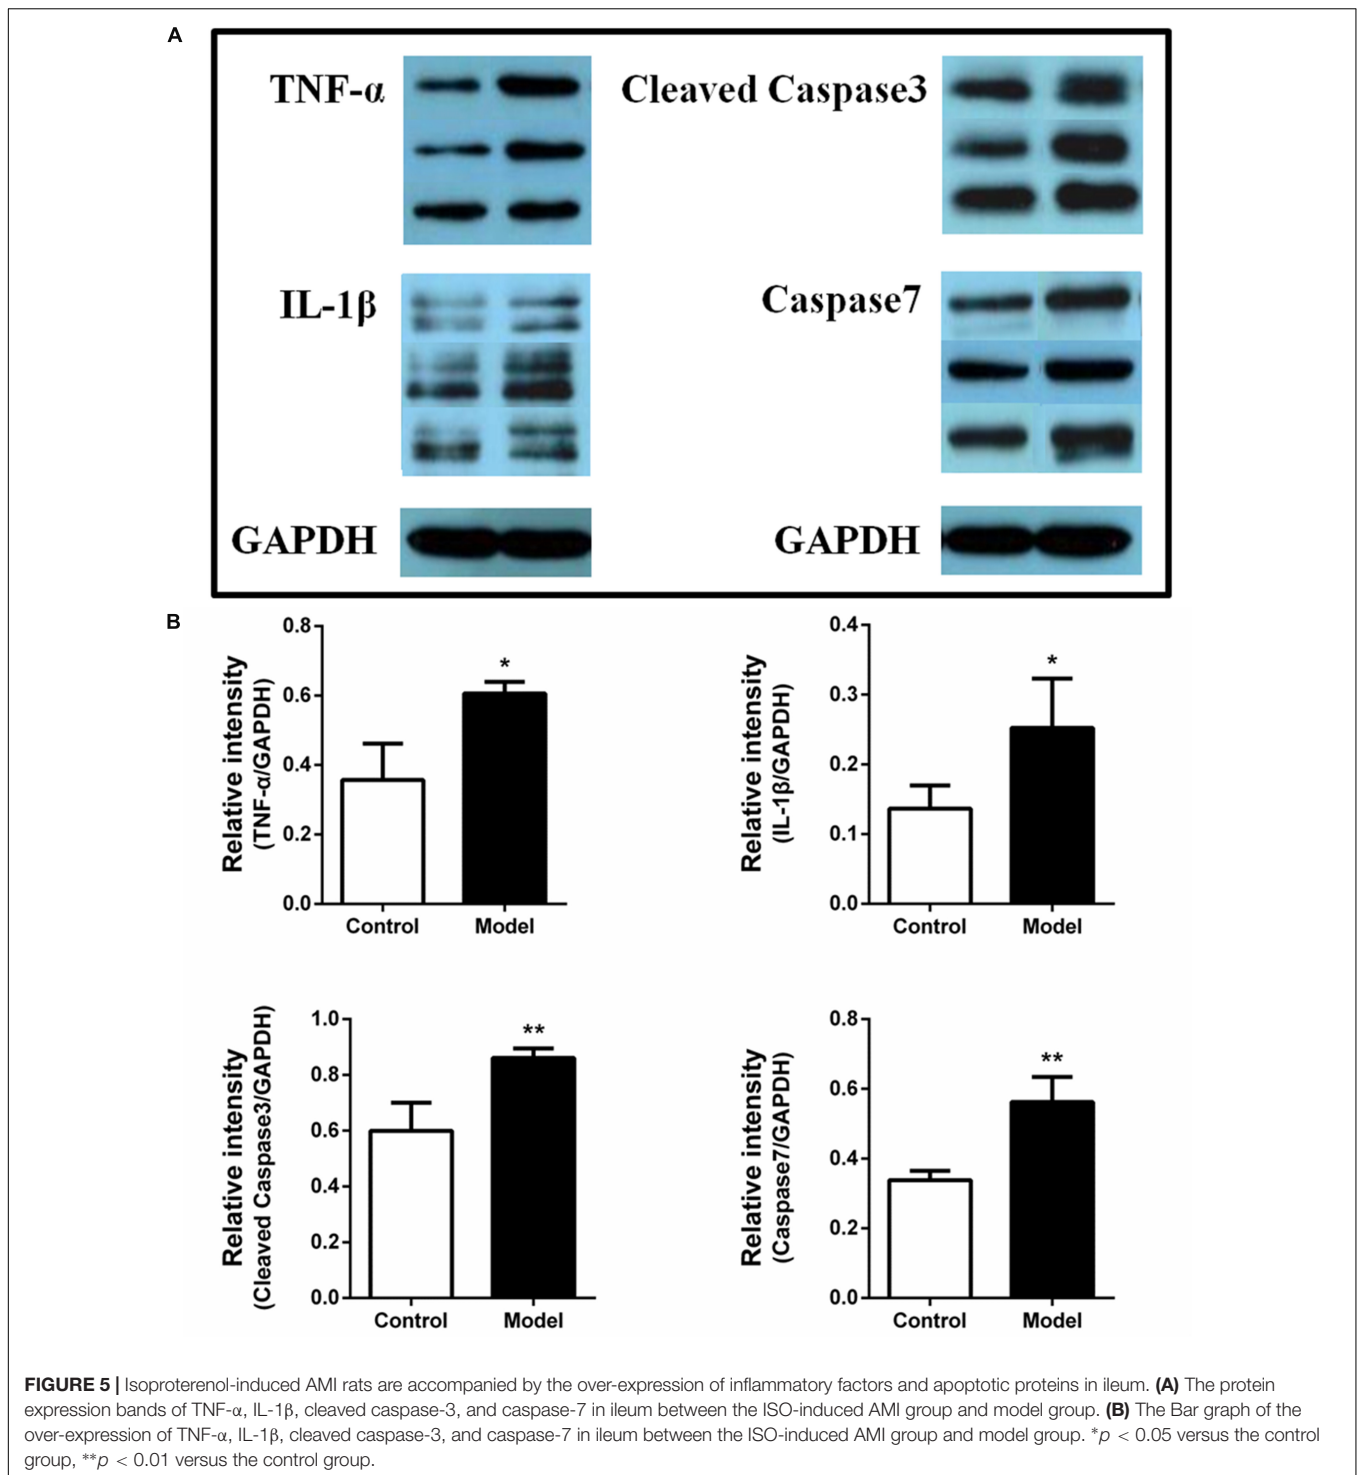 A
TNF-α
Cleaved Caspase3
IL-1β
Caspase7
GAPDH
GAPDH
B
Relative intensity
(TNF-α/GAPDH)
0.8
0.6
0.4
0.2
0.0
*
Control
Model
Relative intensity
(IL-1β/GAPDH)
0.4
0.3
0.2
0.1
0.0
*
Control
Model
Relative intensity
(Cleaved Caspase3/GAPDH)
1.0
0.8
0.6
0.4
0.2
0.0
**
Control
Model
Relative intensity
(Caspase7/GAPDH)
0.8
0.6
0.4
0.2
0.0
**
Control
Model
FIGURE 5 | Isoproterenol-induced AMI rats are accompanied by the over-expression of inflammatory factors and apoptotic proteins in ileum. (A) The protein
expression bands of TNF-α, IL-1β, cleaved caspase-3, and caspase-7 in ileum between the ISO-induced AMI group and model group. (B) The Bar graph of the
over-expression of TNF-α, IL-1β, cleaved caspase-3, and caspase-7 in ileum between the ISO-induced AMI group and model group. *p < 0.05 versus the control
group, **p < 0.01 versus the control group.